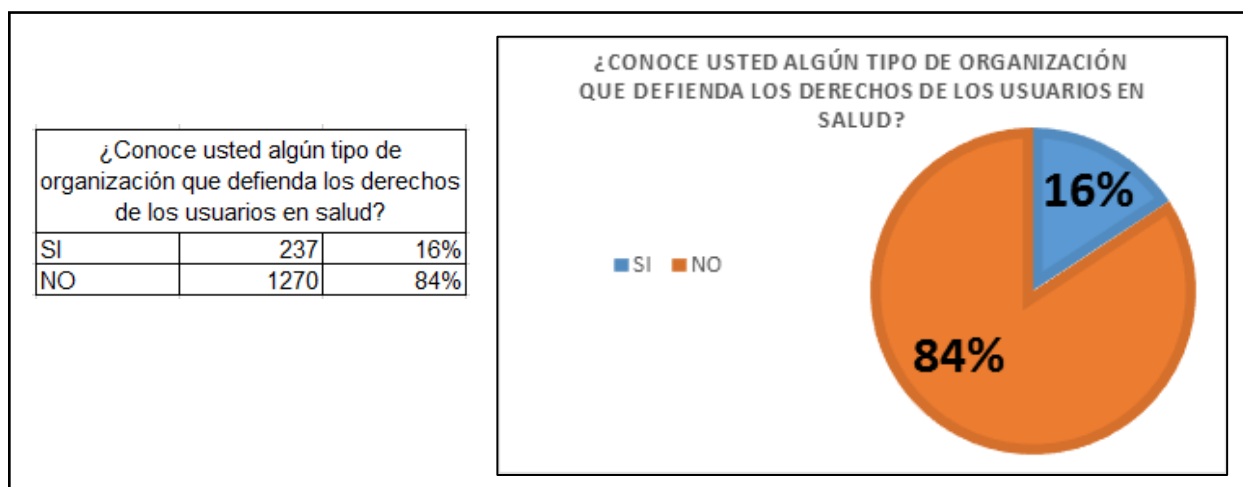 ¿Conoce usted algún tipo de
organización que defienda los derechos
de los usuarios en salud?
SI 237 16%
NO 1270 84%
¿CONOCE USTED ALGÚN TIPO DE ORGANIZACIÓN
QUE DEFIENDA LOS DERECHOS DE LOS USUARIOS EN
SALUD?
16%
SI NO
84%